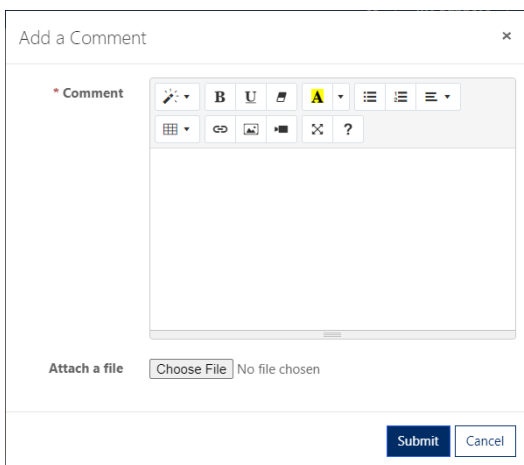 Add a Comment ×
* Comment
B U A
?
Attach a file Choose File No file chosen
Submit Cancel